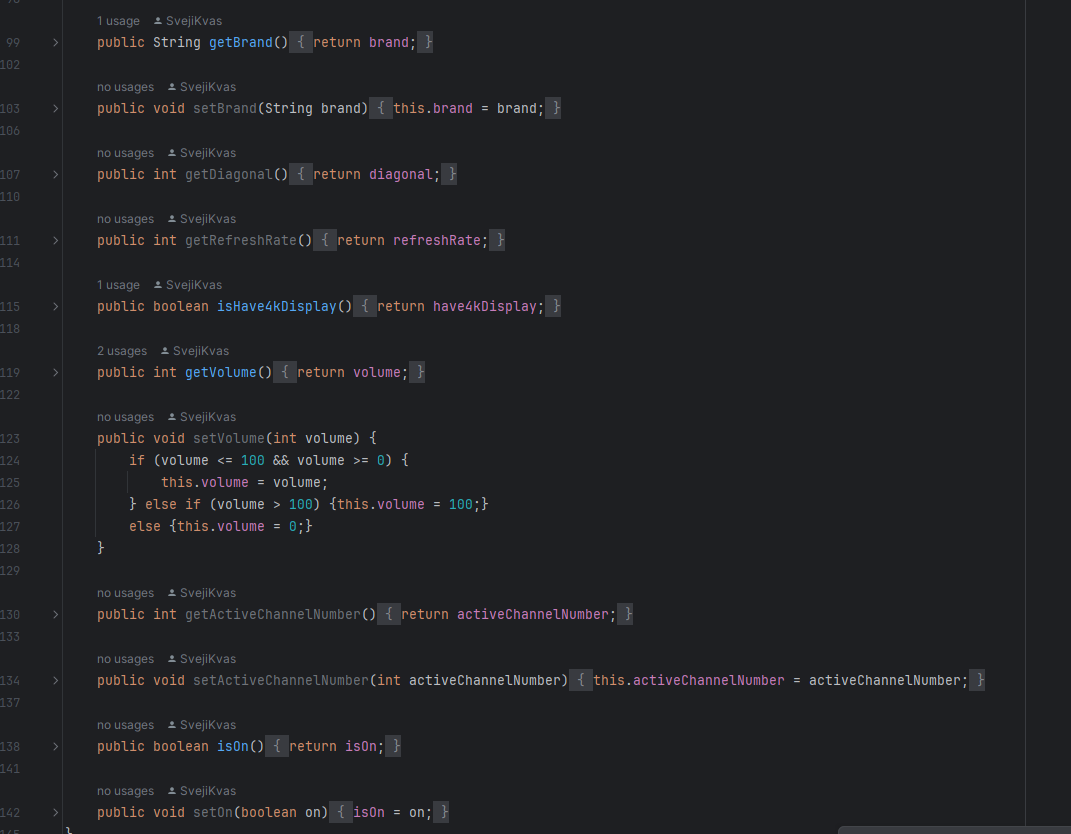 98
1 usage SvejiKvas
99 public String getBrand() { return brand; }
102
no usages SvejiKvas
103 public void setBrand(String brand) { this.brand = brand; }
106
no usages SvejiKvas
107 public int getDiagonal() { return diagonal; }
110
no usages SvejiKvas
111 public int getRefreshRate() { return refreshRate; }
114
1 usage SvejiKvas
115 public boolean isHave4kDisplay() { return have4kDisplay; }
118
2 usages SvejiKvas
119 public int getVolume() { return volume; }
122
no usages SvejiKvas
123 public void setVolume(int volume) {
124 if (volume <= 100 && volume >= 0) {
125 this.volume = volume;
126 } else if (volume > 100) {this.volume = 100;}
127 else {this.volume = 0;}
128 }
129
no usages SvejiKvas
130 public int getActiveChannelNumber() { return activeChannelNumber; }
133
no usages SvejiKvas
134 public void setActiveChannelNumber(int activeChannelNumber) { this.activeChannelNumber = activeChannelNumber; }
137
no usages SvejiKvas
138 public boolean isOn() { return isOn; }
141
no usages SvejiKvas
142 public void setOn(boolean on) { isOn = on; }
145 }